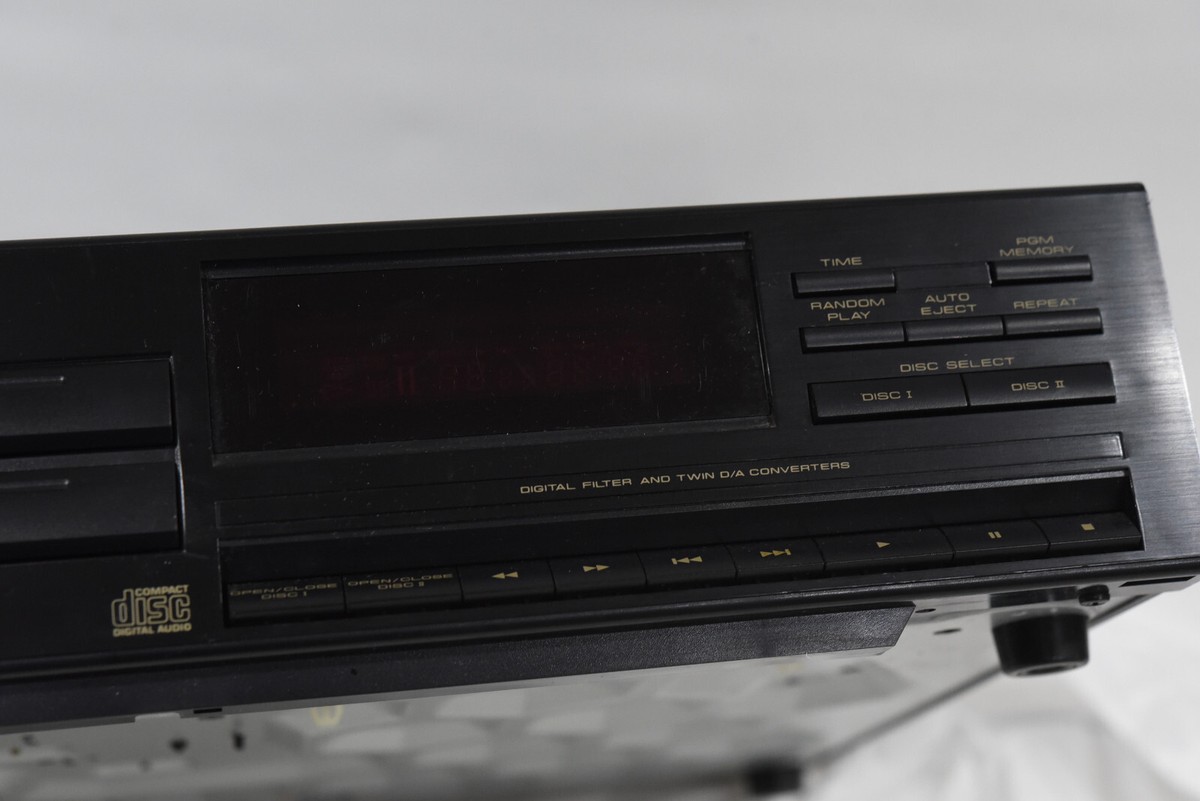 TIME
PGM
MEMORY
RANDOM
PLAY
AUTO
EJECT
REPEAT
DISC SELECT
DISC I
DISC II
DIGITAL FILTER AND TWIN D/A CONVERTERS
OPEN/CLOSE
DISC I
OPEN/CLOSE
DISC II
COMPACT
disc
DIGITAL AUDIO